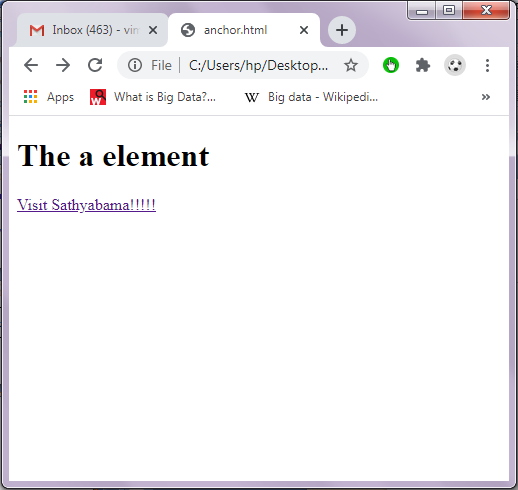 Inbox (463) - vin
anchor.html
File | C:/Users/hp/Desktop...
Apps What is Big Data?... W Big data - Wikipedi... »
The a element
Visit Sathyabama!!!!!